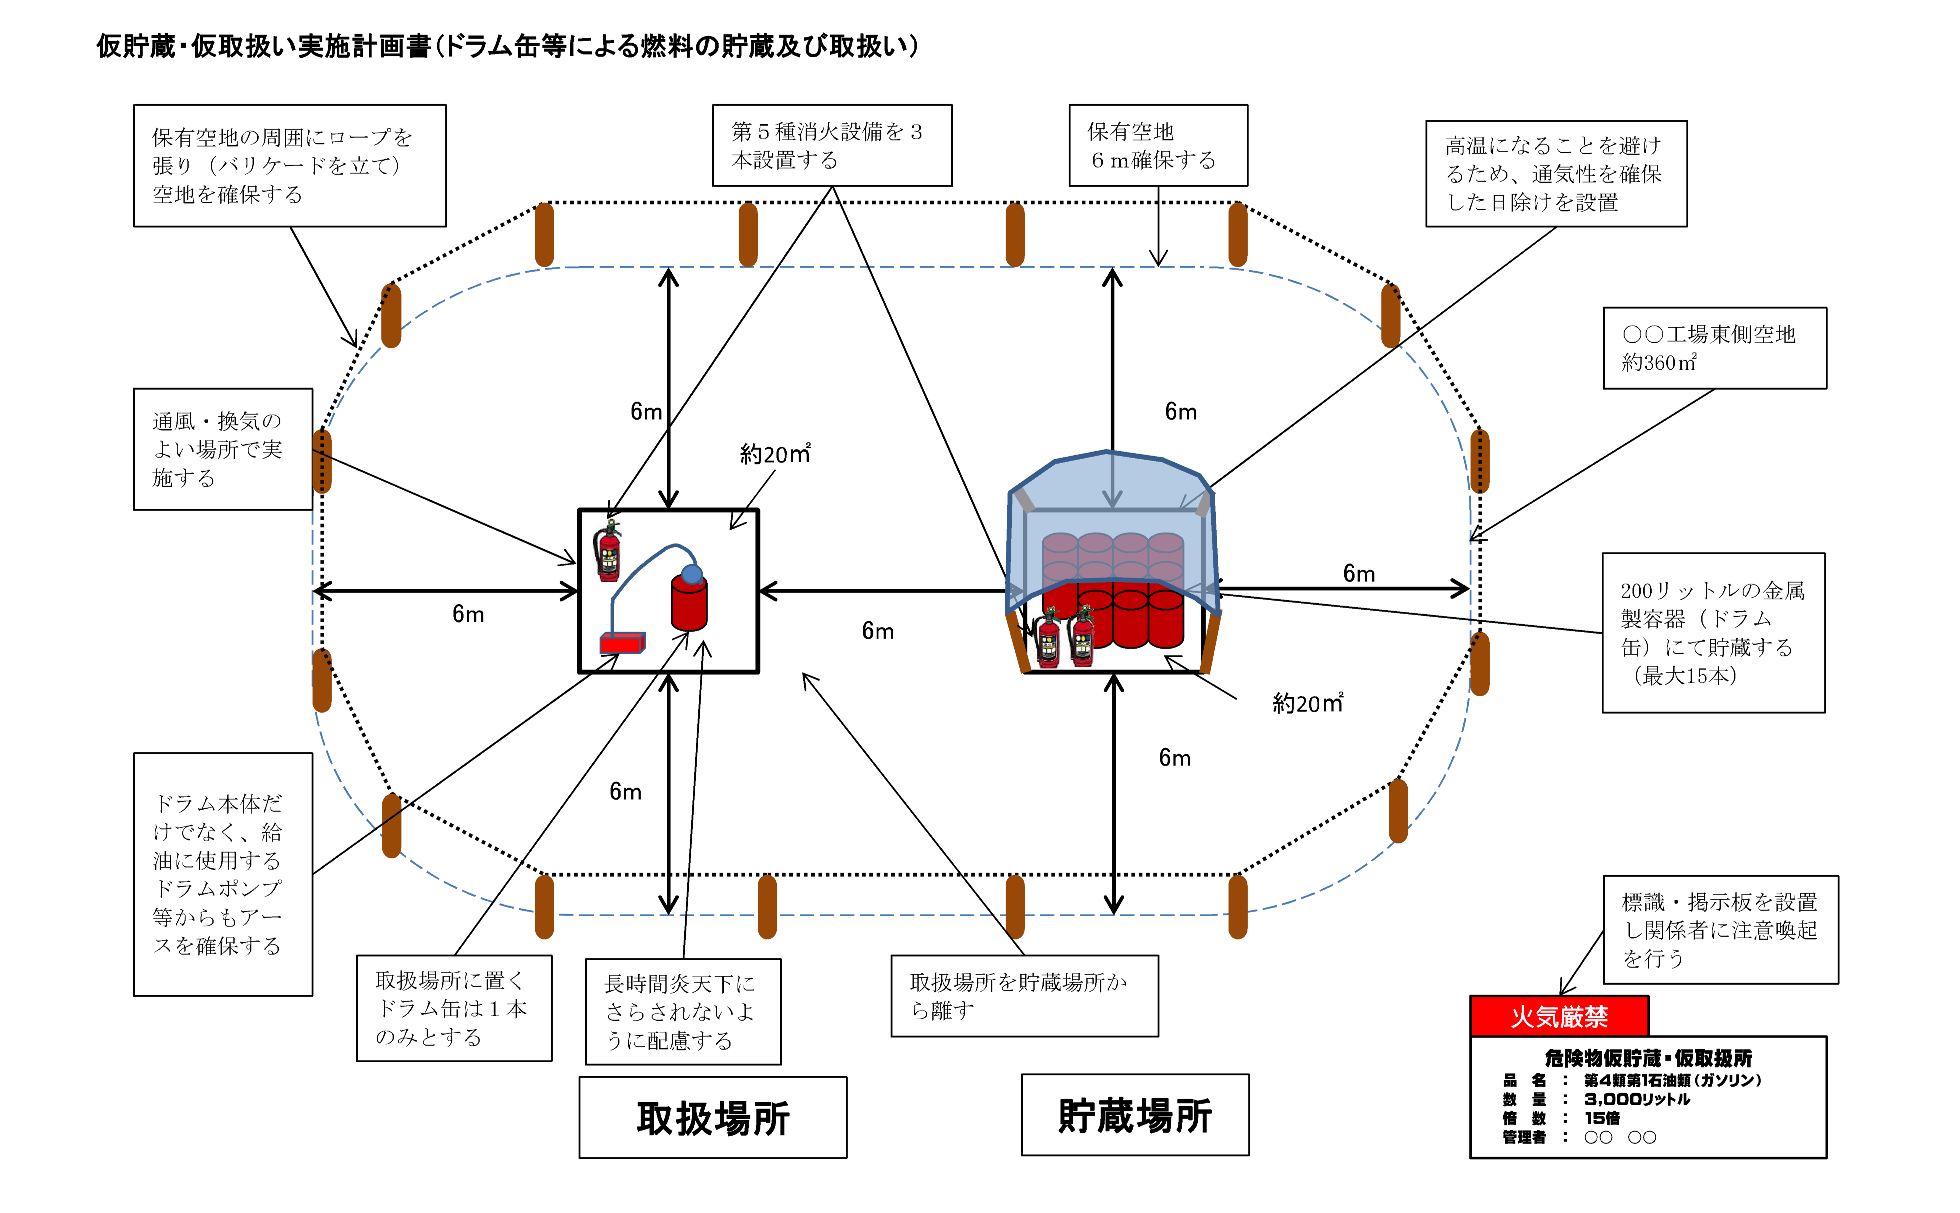 仮貯蔵・仮取扱い実施計画書（ドラム缶等による燃料の貯蔵及び取扱い）
保有空地の周囲にロープを
張り（バリケードを立て）
空地を確保する
第５種消火設備を３
本設置する
保有空地
６ｍ確保する
高温になることを避け
るため、通気性を確保
した日除けを設置
〇〇工場東側空地
約360㎡
通風・換気の
よい場所で実
施する
6m
6m
約20㎡
6m
6m
6m
200リットルの金属
製容器（ドラム
缶）にて貯蔵する
（最大15本）
約20㎡
6m
6m
ドラム本体だ
けでなく、給
油に使用する
ドラムポンプ
等からもアー
スを確保する
取扱場所に置く
ドラム缶は１本
のみとする
長時間炎天下に
さらされないよ
うに配慮する
取扱場所を貯蔵場所か
ら離す
標識・掲示板を設置
し関係者に注意喚起
を行う
取扱場所
貯蔵場所
火気厳禁
危険物仮貯蔵・仮取扱所
品　名　：　第4類第1石油類（ガソリン）
数　量　：　3,000リットル
倍　数　：　15倍
管理者　：　〇〇　〇〇